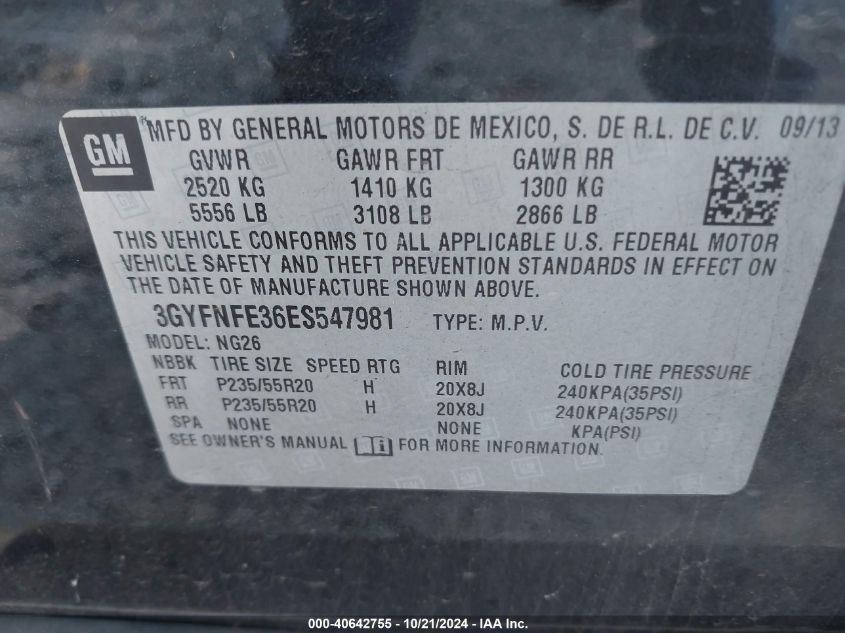 GM
MFD BY GENERAL MOTORS DE MEXICO, S. DE R.L. DE C.V. 09/13
GVWR GAWR FRT GAWR RR
2520 KG 1410 KG 1300 KG
5556 LB 3108 LB 2866 LB
THIS VEHICLE CONFORMS TO ALL APPLICABLE U.S. FEDERAL MOTOR
VEHICLE SAFETY AND THEFT PREVENTION STANDARDS IN EFFECT ON
THE DATE OF MANUFACTURE SHOWN ABOVE.
3GYFNFE36ES547981 TYPE: M.P.V.
MODEL: NG26
NBBK TIRE SIZE SPEED RTG RIM COLD TIRE PRESSURE
FRT P235/55R20 H 20X8J 240KPA(35PSI)
RR P235/55R20 H 20X8J 240KPA(35PSI)
SPA NONE NONE KPA(PSI)
SEE OWNER'S MANUAL FOR MORE INFORMATION.
000-40642755 - 10/21/2024 - IAA Inc.